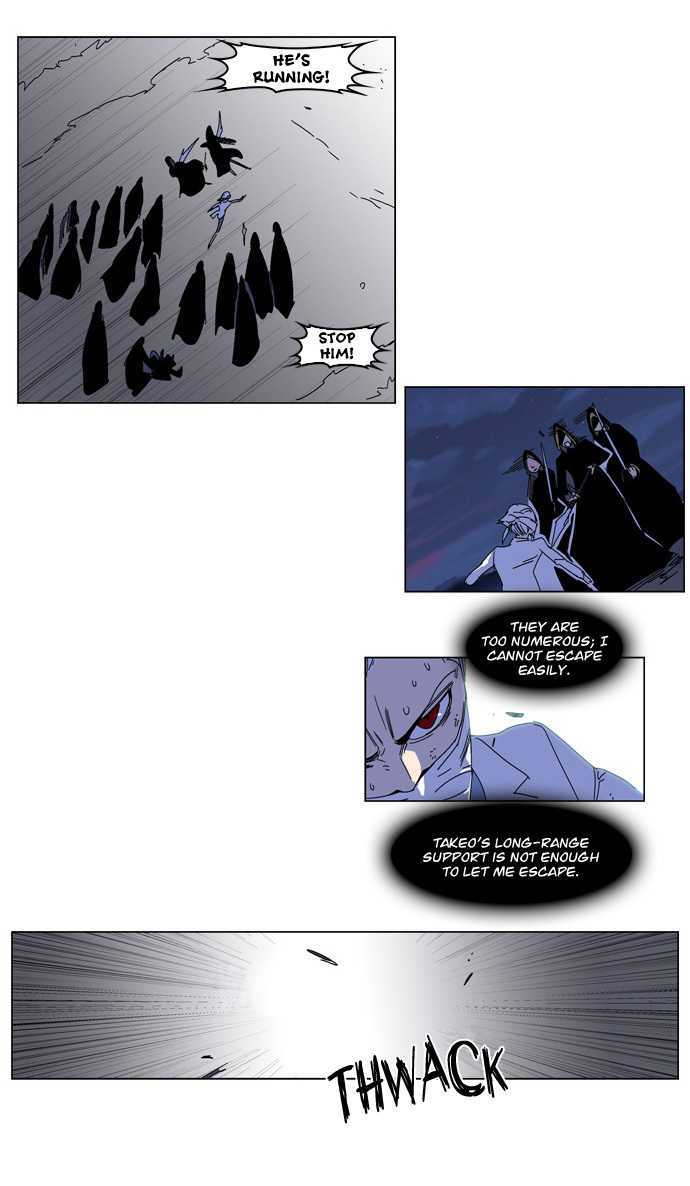 HE'S
RUNNING!
STOP
HIM!
THEY ARE
TOO NUMEROUS; I
CANNOT ESCAPE
EASILY.
TAKEO'S LONG-RANGE
SUPPORT IS NOT ENOUGH
TO LET ME ESCAPE.
THWACK